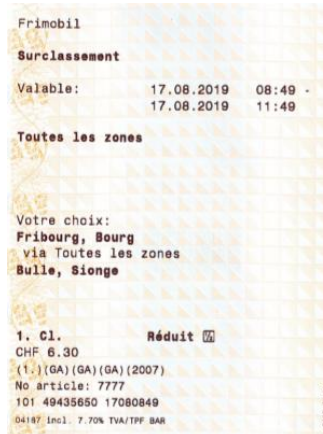 Frimobil
Surclassement
Valable: 17.08.2019 08:49 -
17.08.2019 11:49
Toutes les zones
Votre choix:
Fribourg, Bourg
via Toutes les zones
Bulle, Sionge
1. Cl. Réduit ½
CHF 6.30
(1.)(GA)(GA)(GA)(2007)
No article: 7777
101 49435650 17080849
04187 incl. 7.70% TVA/TPF BAR